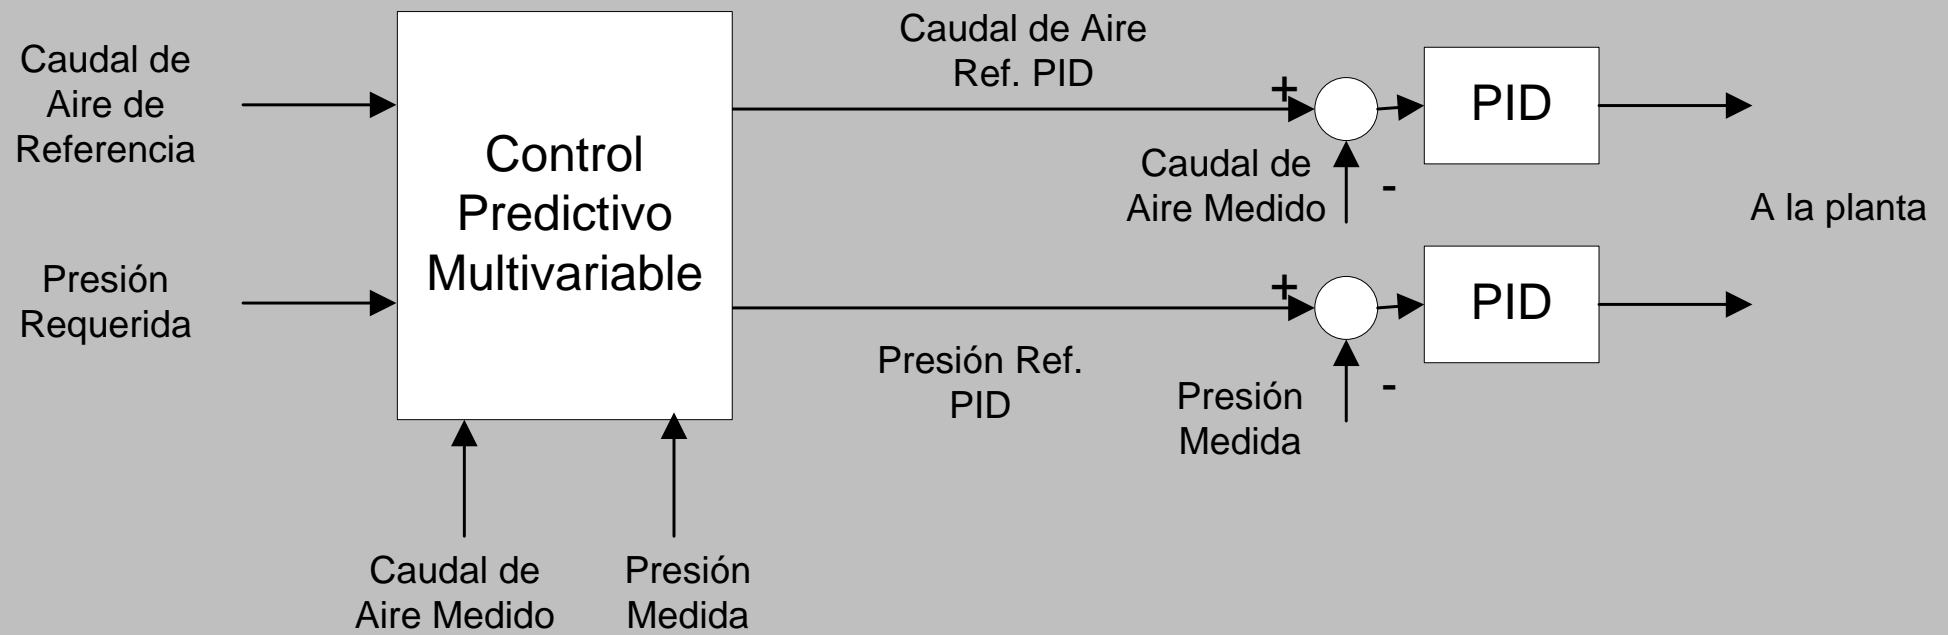 Caudal de
Aire de
Referencia
Presión
Requerida
Control
Predictivo
Multivariable
Caudal de
Aire Medido
Presión
Medida
Caudal de Aire
Ref. PID
Presión Ref.
PID
+
Caudal de
Aire Medido
-
PID
+
Presión
Medida
-
PID
A la planta